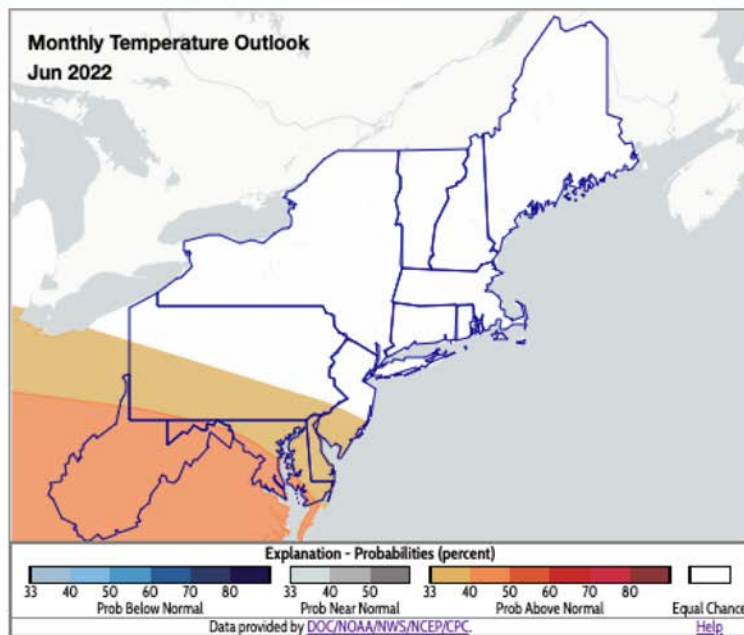 Monthly Temperature Outlook
Jun 2022
Explanation - Probabilities (percent)
33 40 50 60 70 80 33 40 50 33 40 50 60 70 80
Prob Below Normal Prob Near Normal Prob Above Normal Equal Chance
Data provided by DOC/NOAA/NWS/NCEP/CPC. Help